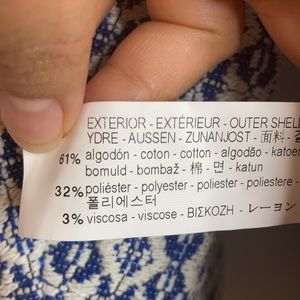 EXTERIOR - EXTÉRIEUR - OUTER SHELL
YDRE - AUSSEN - ZUNANJOST - 面料 -
61% algodón - coton - cotton - algodão - katoen
bomuld - bombaž - 棉 - 면 - katun
32% poliéster - polyester - poliester - poliestere
폴리에스터
3% viscosa - viscose - ΒΙΣΚΟΖΗ - レーヨン